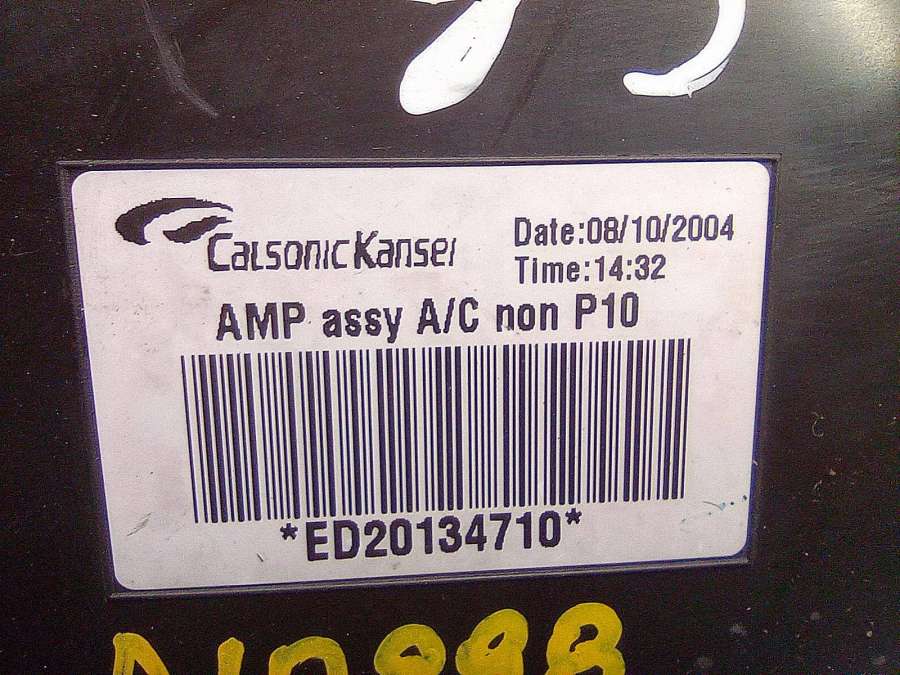 CalsonicKansei
Date:08/10/2004
Time:14:32
AMP assy A/C non P10
*ED20134710*